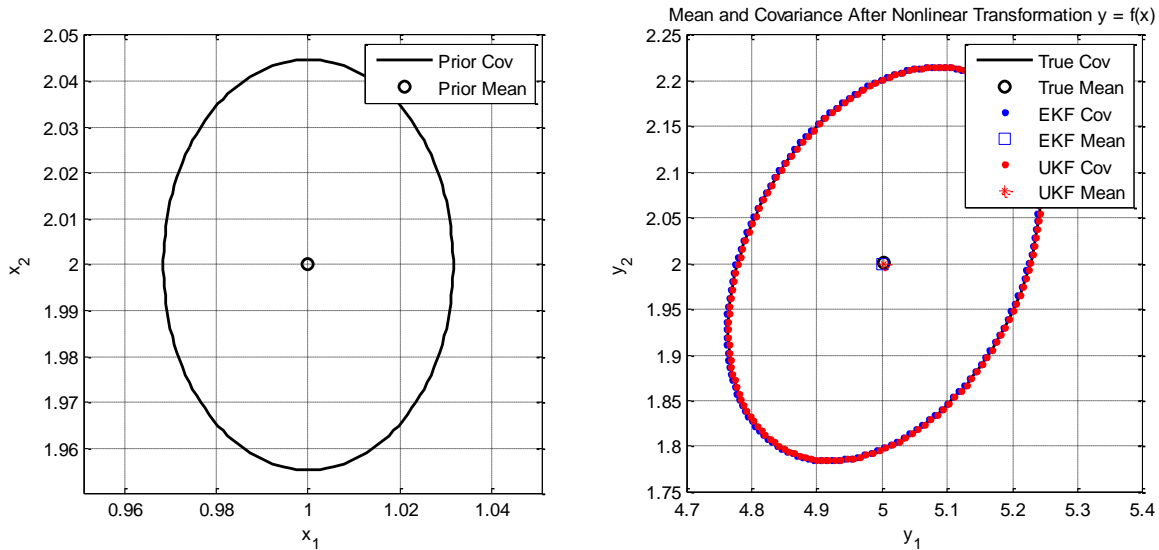 2.05
2.04
2.03
2.02
2.01
2
1.99
1.98
1.97
1.96
x2
0.96
0.98
1
1.02
1.04
x1
Prior Cov
Prior Mean
Mean and Covariance After Nonlinear Transformation y = f(x)
2.25
2.2
2.15
2.1
2.05
2
1.95
1.9
1.85
1.8
1.75
y2
4.7
4.8
4.9
5
5.1
5.2
5.3
5.4
y1
True Cov
True Mean
EKF Cov
EKF Mean
UKF Cov
UKF Mean